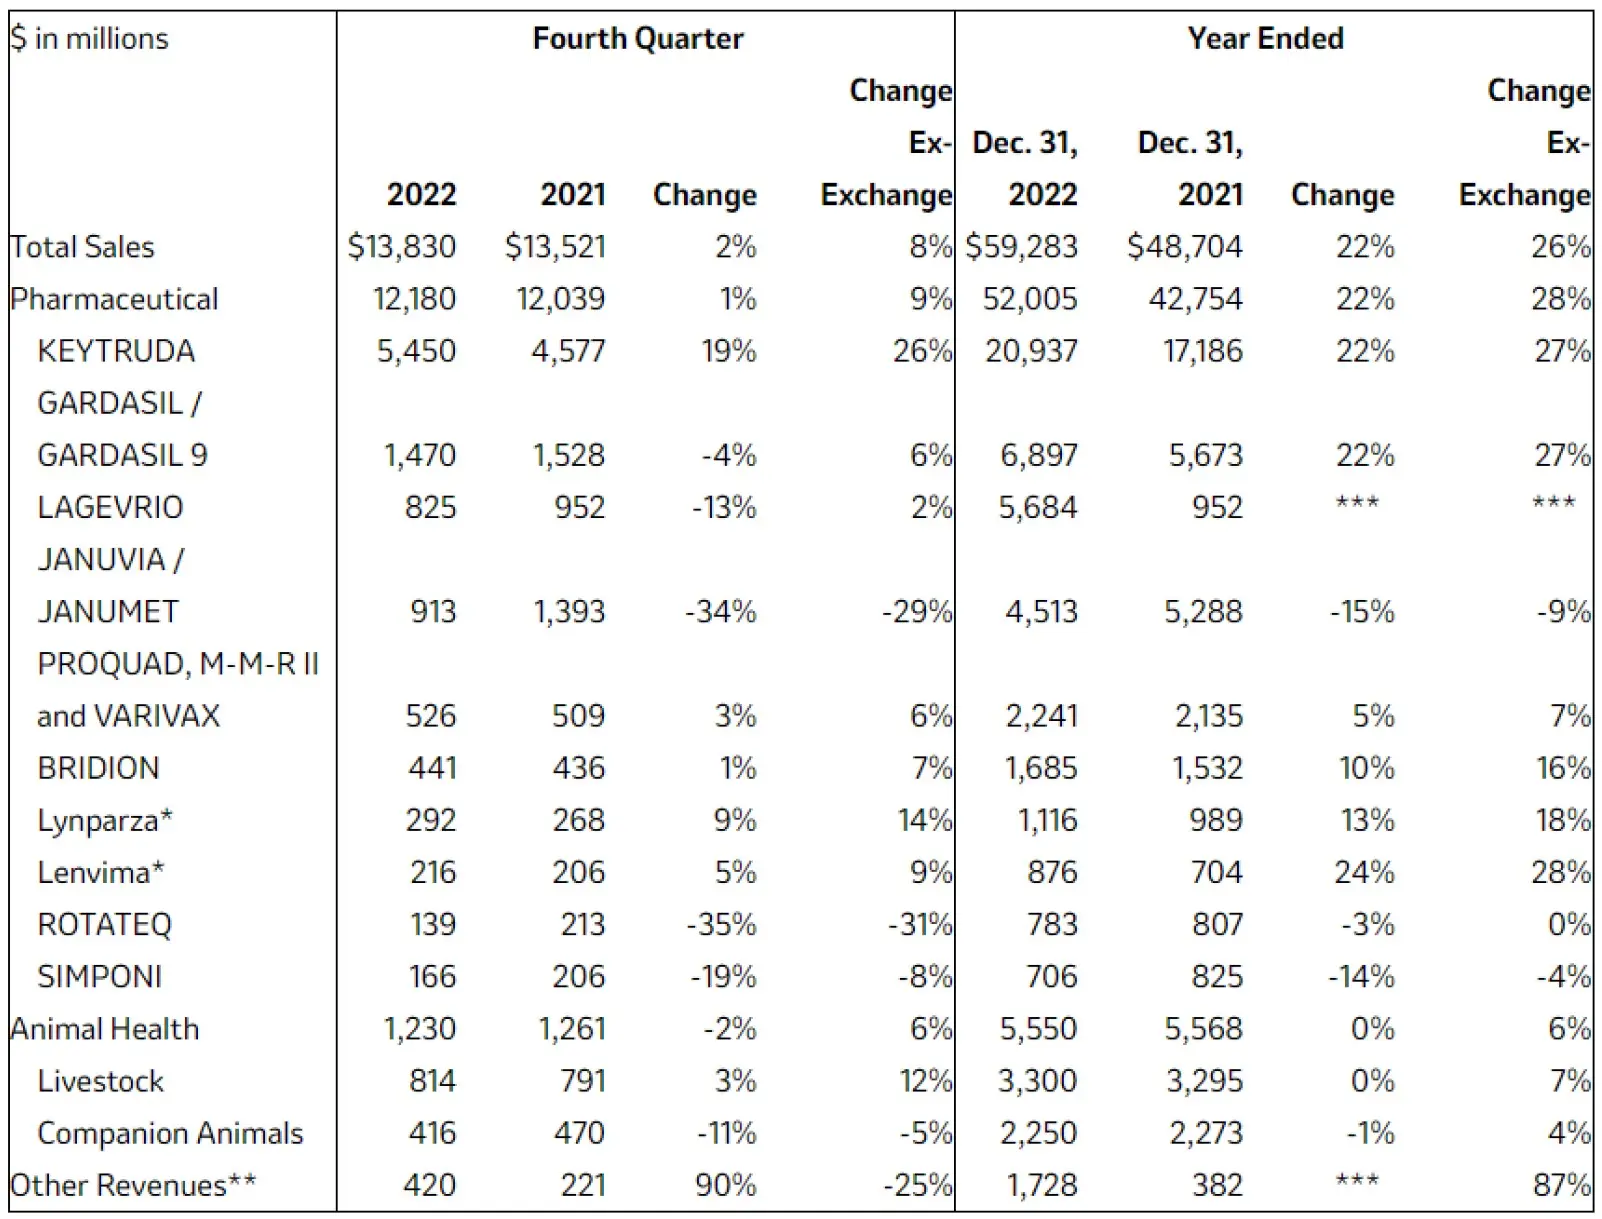 $ in millions Fourth Quarter Year Ended
Change Change
Ex- Dec. 31, Dec. 31, Ex-
2022 2021 Change Exchange 2022 2021 Change Exchange
Total Sales $13,830 $13,521 2% 8% $59,283 $48,704 22% 26%
Pharmaceutical 12,180 12,039 1% 9% 52,005 42,754 22% 28%
KEYTRUDA 5,450 4,577 19% 26% 20,937 17,186 22% 27%
GARDASIL /
GARDASIL 9 1,470 1,528 -4% 6% 6,897 5,673 22% 27%
LAGEVRIO 825 952 -13% 2% 5,684 952 *** ***
JANUVIA /
JANUMET 913 1,393 -34% -29% 4,513 5,288 -15% -9%
PROQUAD, M-M-R II
and VARIVAX 526 509 3% 6% 2,241 2,135 5% 7%
BRIDION 441 436 1% 7% 1,685 1,532 10% 16%
Lynparza* 292 268 9% 14% 1,116 989 13% 18%
Lenvima* 216 206 5% 9% 876 704 24% 28%
ROTATEQ 139 213 -35% -31% 783 807 -3% 0%
SIMPONI 166 206 -19% -8% 706 825 -14% -4%
Animal Health 1,230 1,261 -2% 6% 5,550 5,568 0% 6%
Livestock 814 791 3% 12% 3,300 3,295 0% 7%
Companion Animals 416 470 -11% -5% 2,250 2,273 -1% 4%
Other Revenues** 420 221 90% -25% 1,728 382 *** 87%